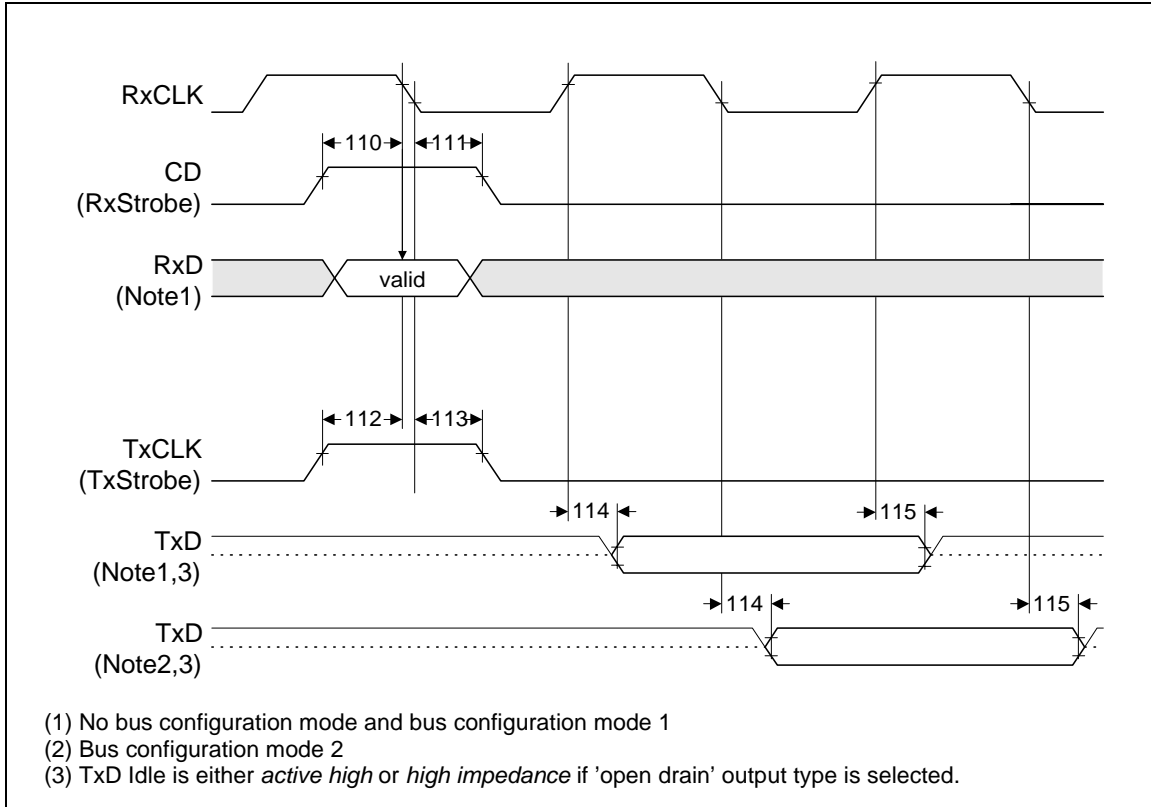 RxCLK
110
111
CD
(RxStrobe)
RxD
(Note1)
valid
112
113
TxCLK
(TxStrobe)
114
115
TxD
(Note1,3)
114
115
TxD
(Note2,3)
(1) No bus configuration mode and bus configuration mode 1
(2) Bus configuration mode 2
(3) TxD Idle is either active high or high impedance if ’open drain’ output type is selected.